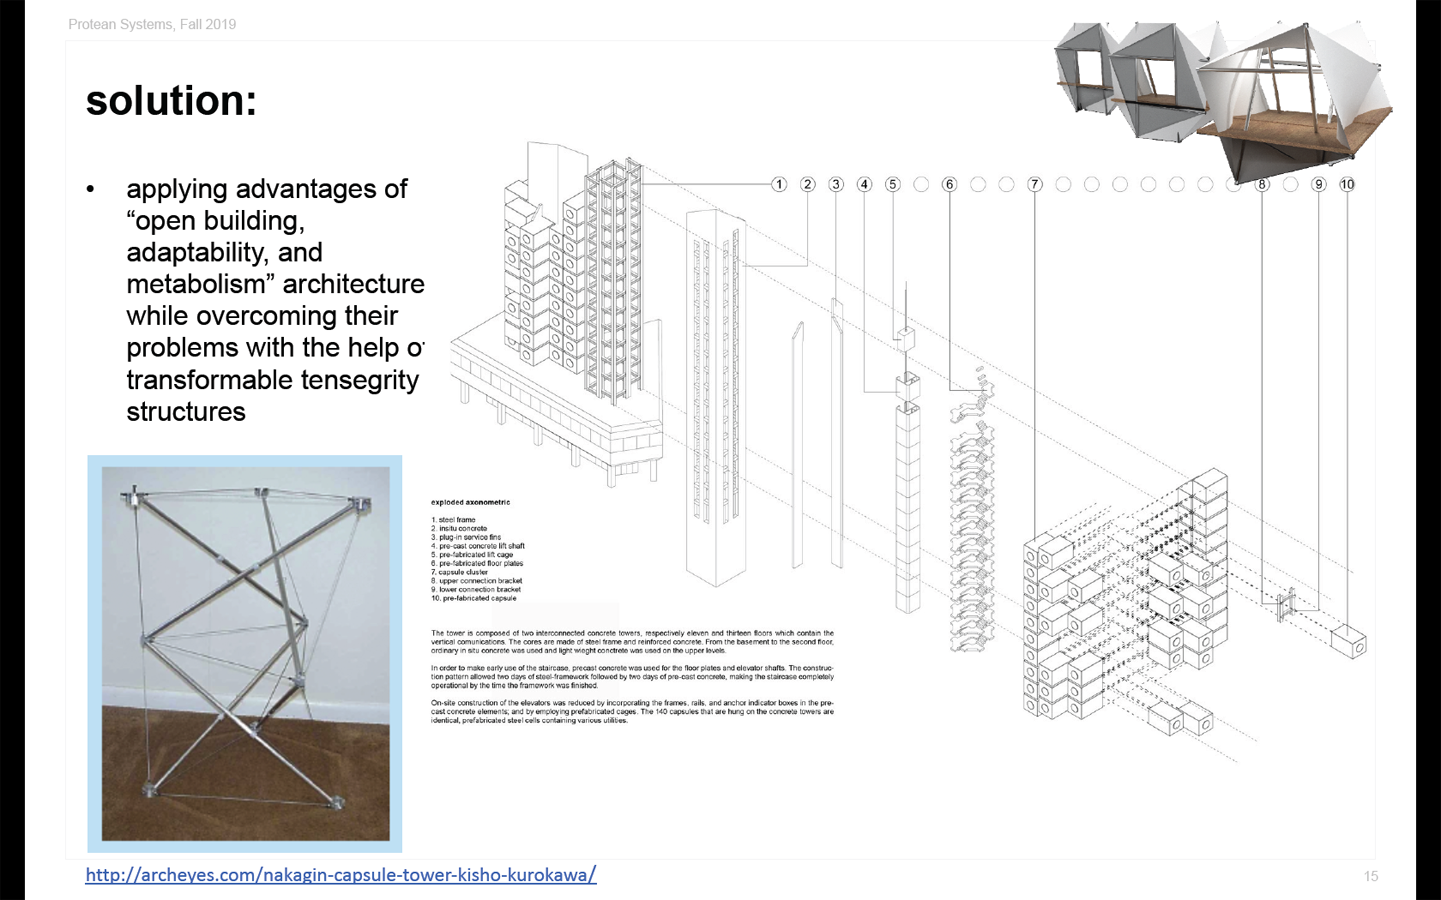 Protean Systems, Fall 2019
solution:
• applying advantages of
“open building,
adaptability, and
metabolism” architecture
while overcoming their
problems with the help of
transformable tensegrity
structures
1 2 3 4 5 6 7 8 9 10
exploded axonometric
1. steel frame
2. insitu concrete
3. plug-in service fins
4. pre-cast concrete lift shaft
5. pre-fabricated lift cage
6. pre-fabricated floor plates
7. capsule cluster
8. upper connection bracket
9. lower connection bracket
10. pre-fabricated capsule
The tower is composed of two interconnected concrete towers, respectively eleven and thirteen floors which contain the
vertical comunications. The cores are made of steel frame and reinforced concrete. From the basement to the second floor,
ordinary in situ concrete was used and light wieght conctrete was used on the upper levels.
In order to make early use of the staircase, precast concrete was used for the floor plates and elevator shafts. The construc-
tion pattern allowed two days of steel-framework followed by two days of pre-cast concrete, making the staircase completely
operational by the time the framework was finished.
On-site construction of the elevators was reduced by incorporating the frames, rails, and anchor indicator boxes in the pre-
cast concrete elements; and by employing prefabricated cages. The 140 capsules that are hung on the concrete towers are
identical, prefabricated steel cells containing various utilities.
http://archeyes.com/nakagin-capsule-tower-kisho-kurokawa/
15